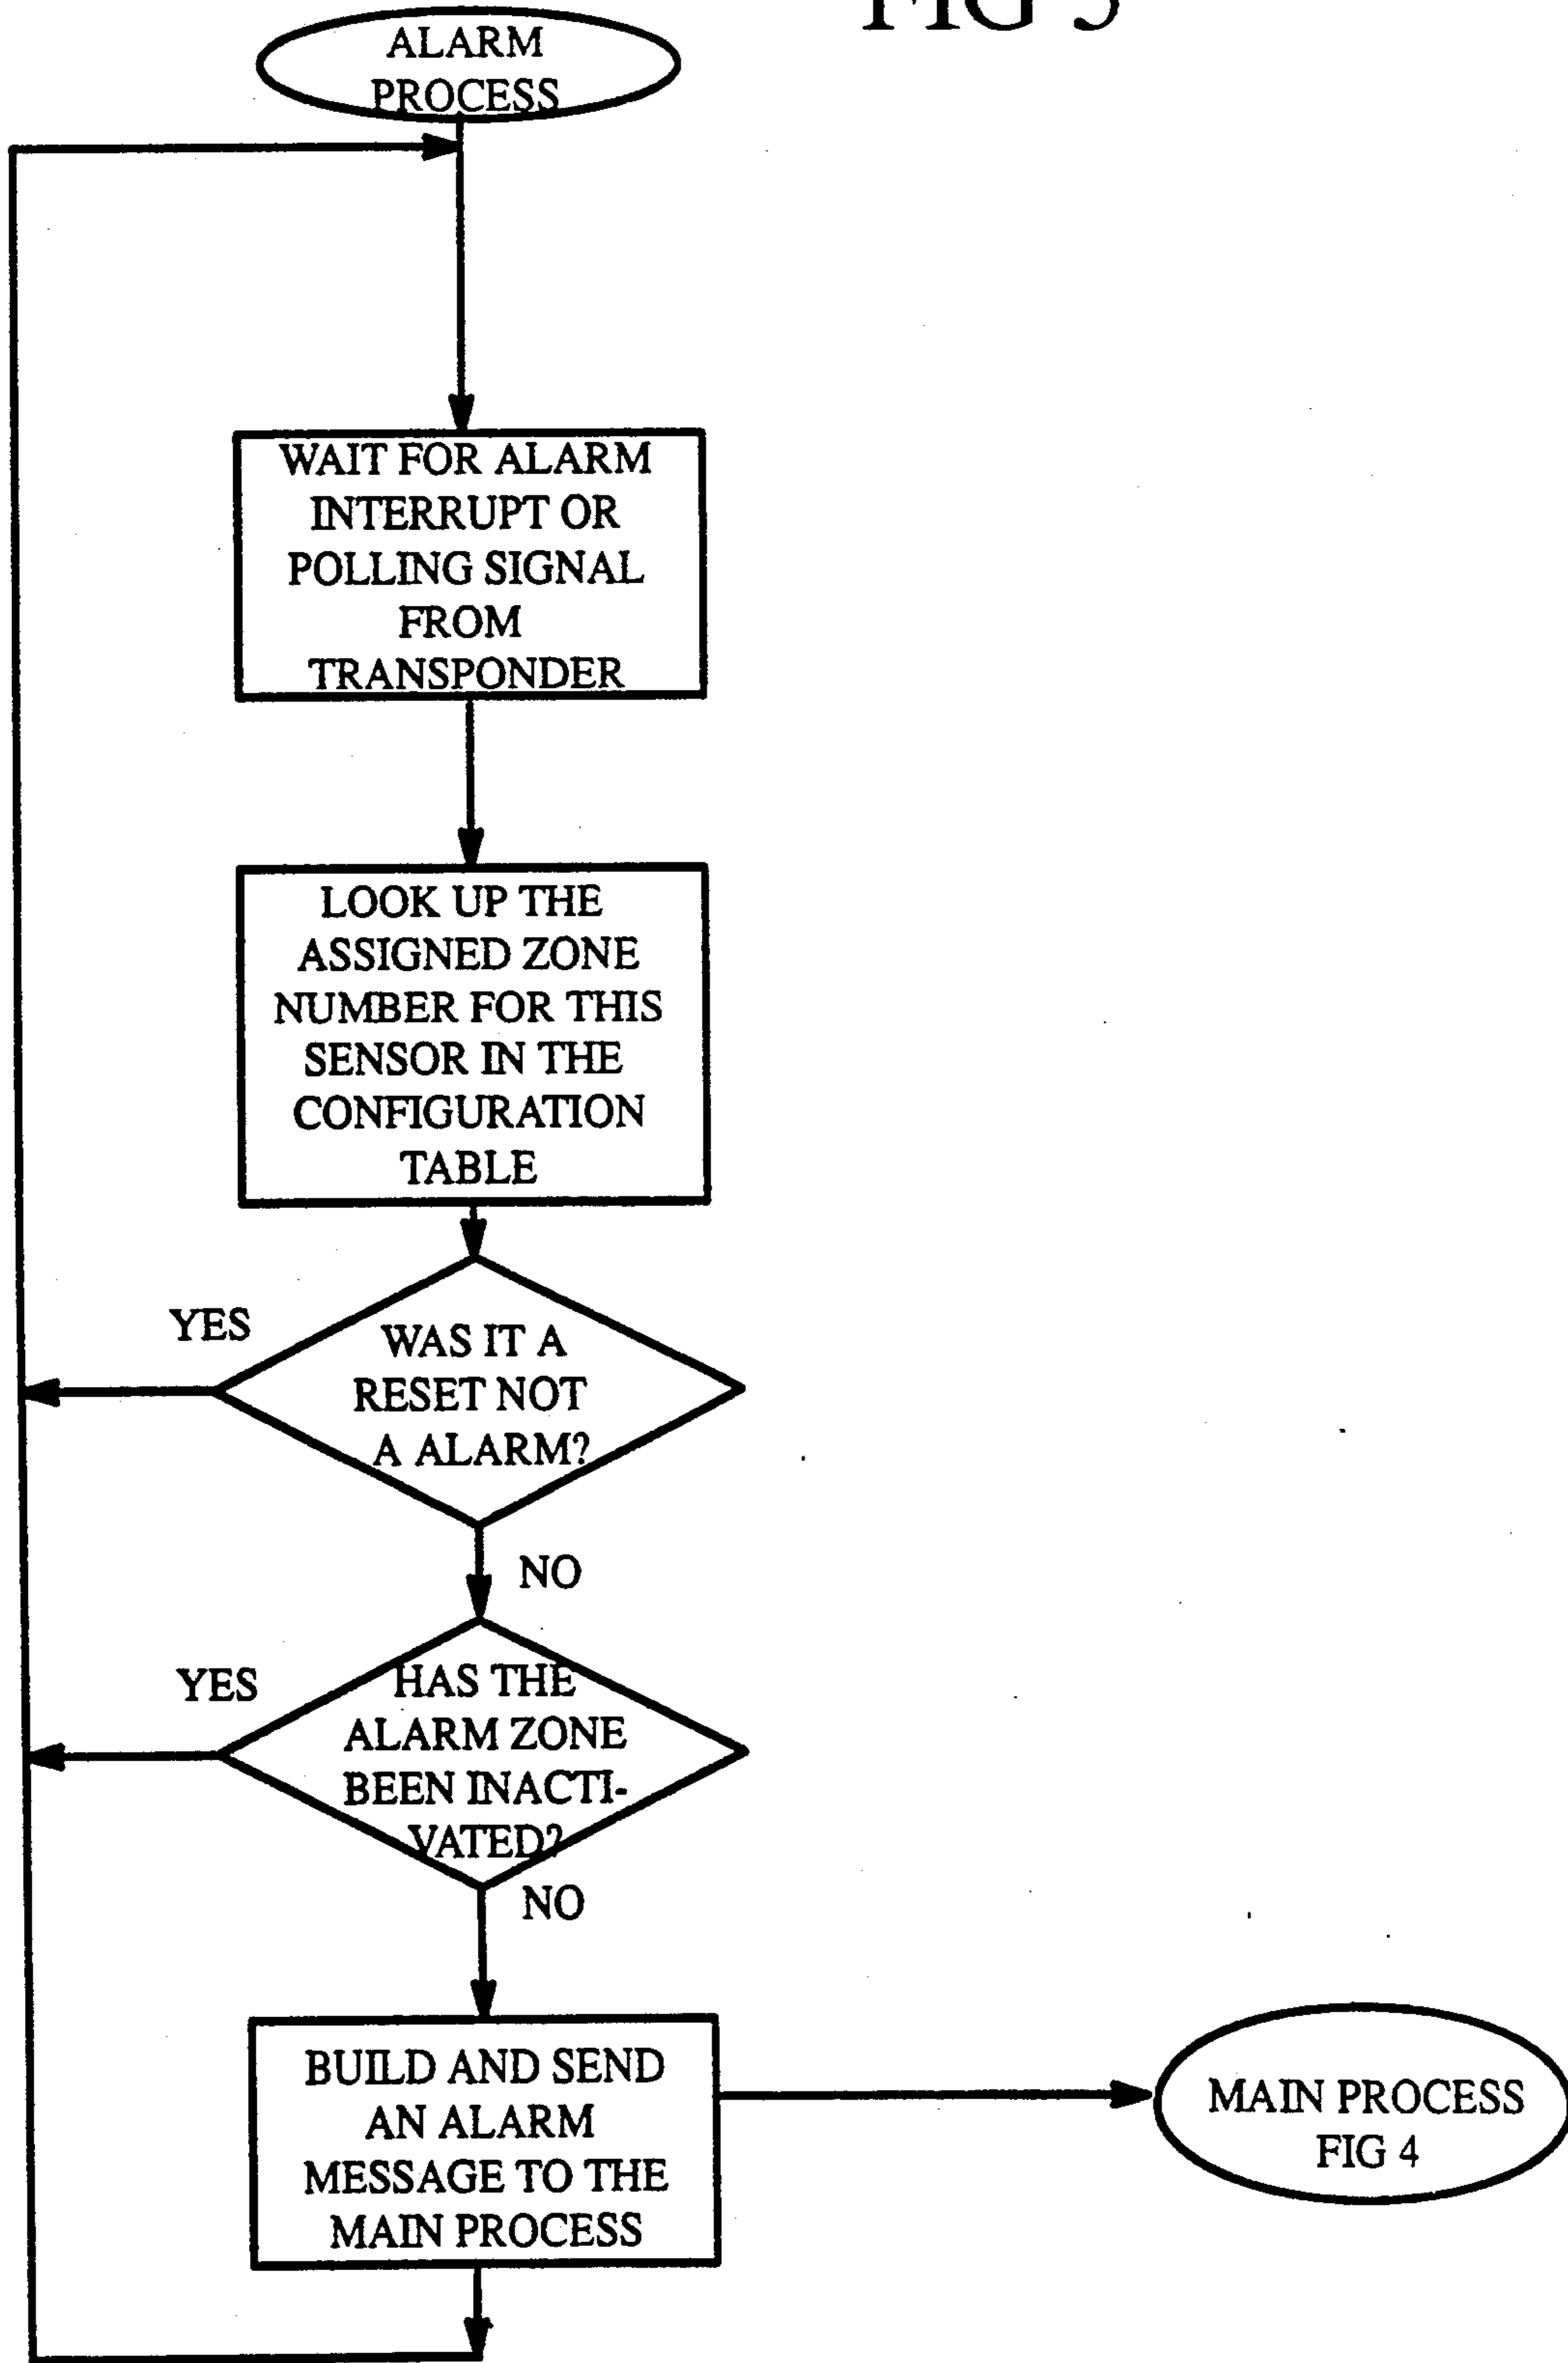 FIG 5
ALARM
PROCESS
WAIT FOR ALARM
INTERRUPT OR
POLLING SIGNAL
FROM
TRANSPONDER
LOOK UP THE
ASSIGNED ZONE
NUMBER FOR THIS
SENSOR IN THE
CONFIGURATION
TABLE
YES
WAS IT A
RESET NOT
A ALARM?
NO
YES
HAS THE
ALARM ZONE
BEEN INACTI-
VATED?
NO
BUILD AND SEND
AN ALARM
MESSAGE TO THE
MAIN PROCESS
MAIN PROCESS
FIG 4